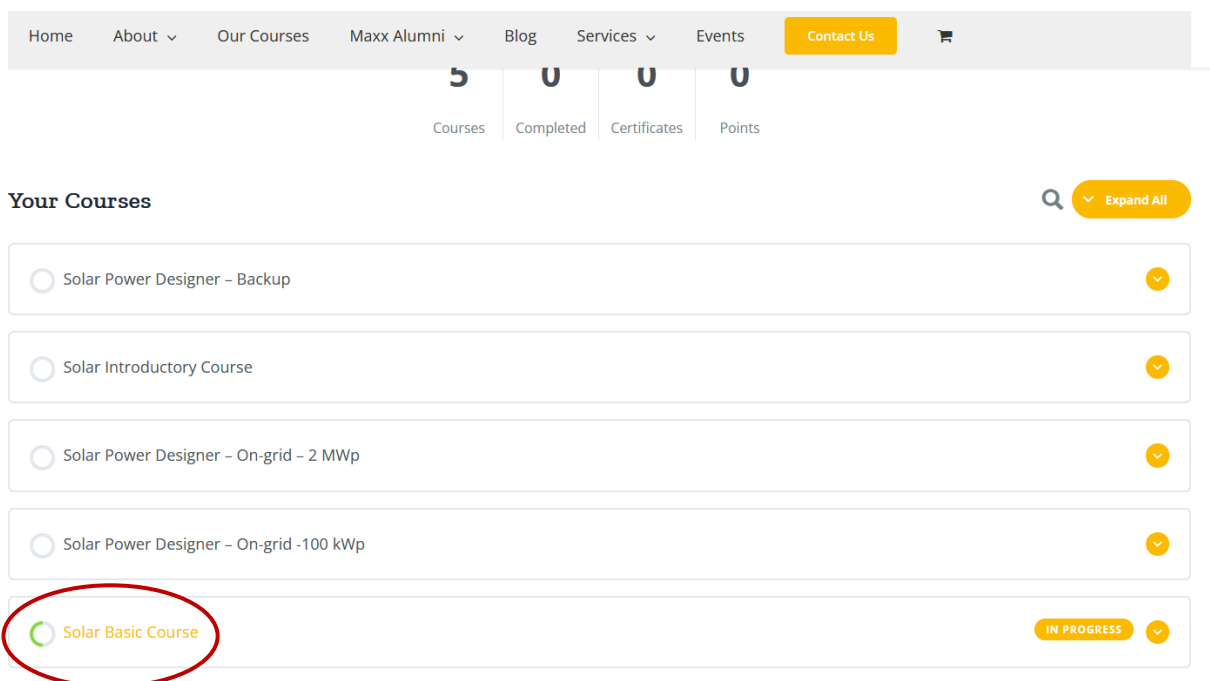 Home About Our Courses Maxx Alumni Blog Services Events Contact Us
5 0 0 0
Courses Completed Certificates Points
Your Courses
Expand All
Solar Power Designer – Backup
Solar Introductory Course
Solar Power Designer – On-grid – 2 MWp
Solar Power Designer – On-grid -100 kWp
Solar Basic Course IN PROGRESS